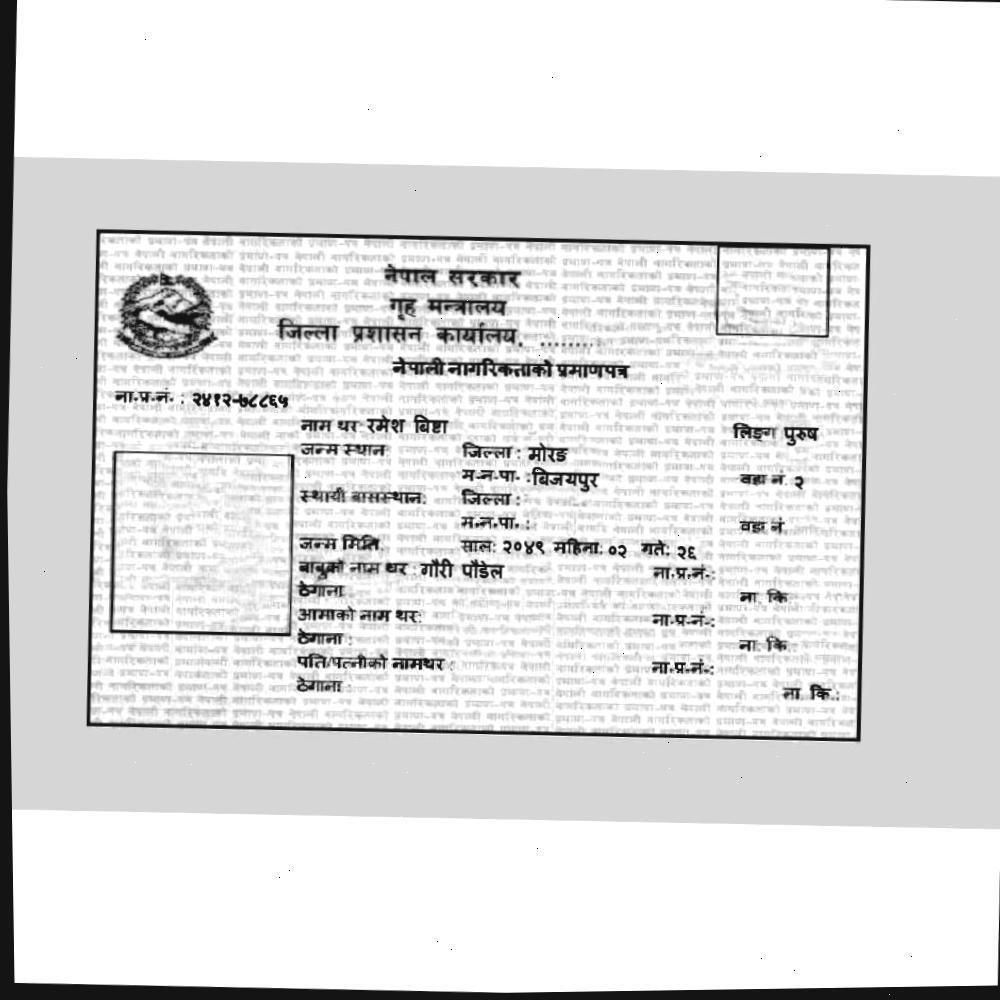 नेपाल सरकार
गृह मन्त्रालय
जिल्ला प्रशासन कार्यालय, .........
नेपाली नागरिकताको प्रमाणपत्र
ना.प्र.नं. : २४१२-७८८६५
नाम थर: रमेश बिष्टा लिङ्ग पुरुष
जन्म स्थान जिल्ला : मोरङ
म.न.पा. : बिजयपुर वडा नं. २
स्थायी बासस्थान: जिल्ला :
म.न.पा. : वडा नं
जन्म मिति: साल: २०४९ महिना: ०२ गते: २६
बाबुको नाम थर : गौरी पौडेल ना.प्र.नं.:
ठेगाना : ना. कि.
आमाको नाम थर: ना.प्र.नं.:
ठेगाना : ना. कि.:
पति/पत्नीको नामथर : ना.प्र.नं.:
ठेगाना : ना. कि.: